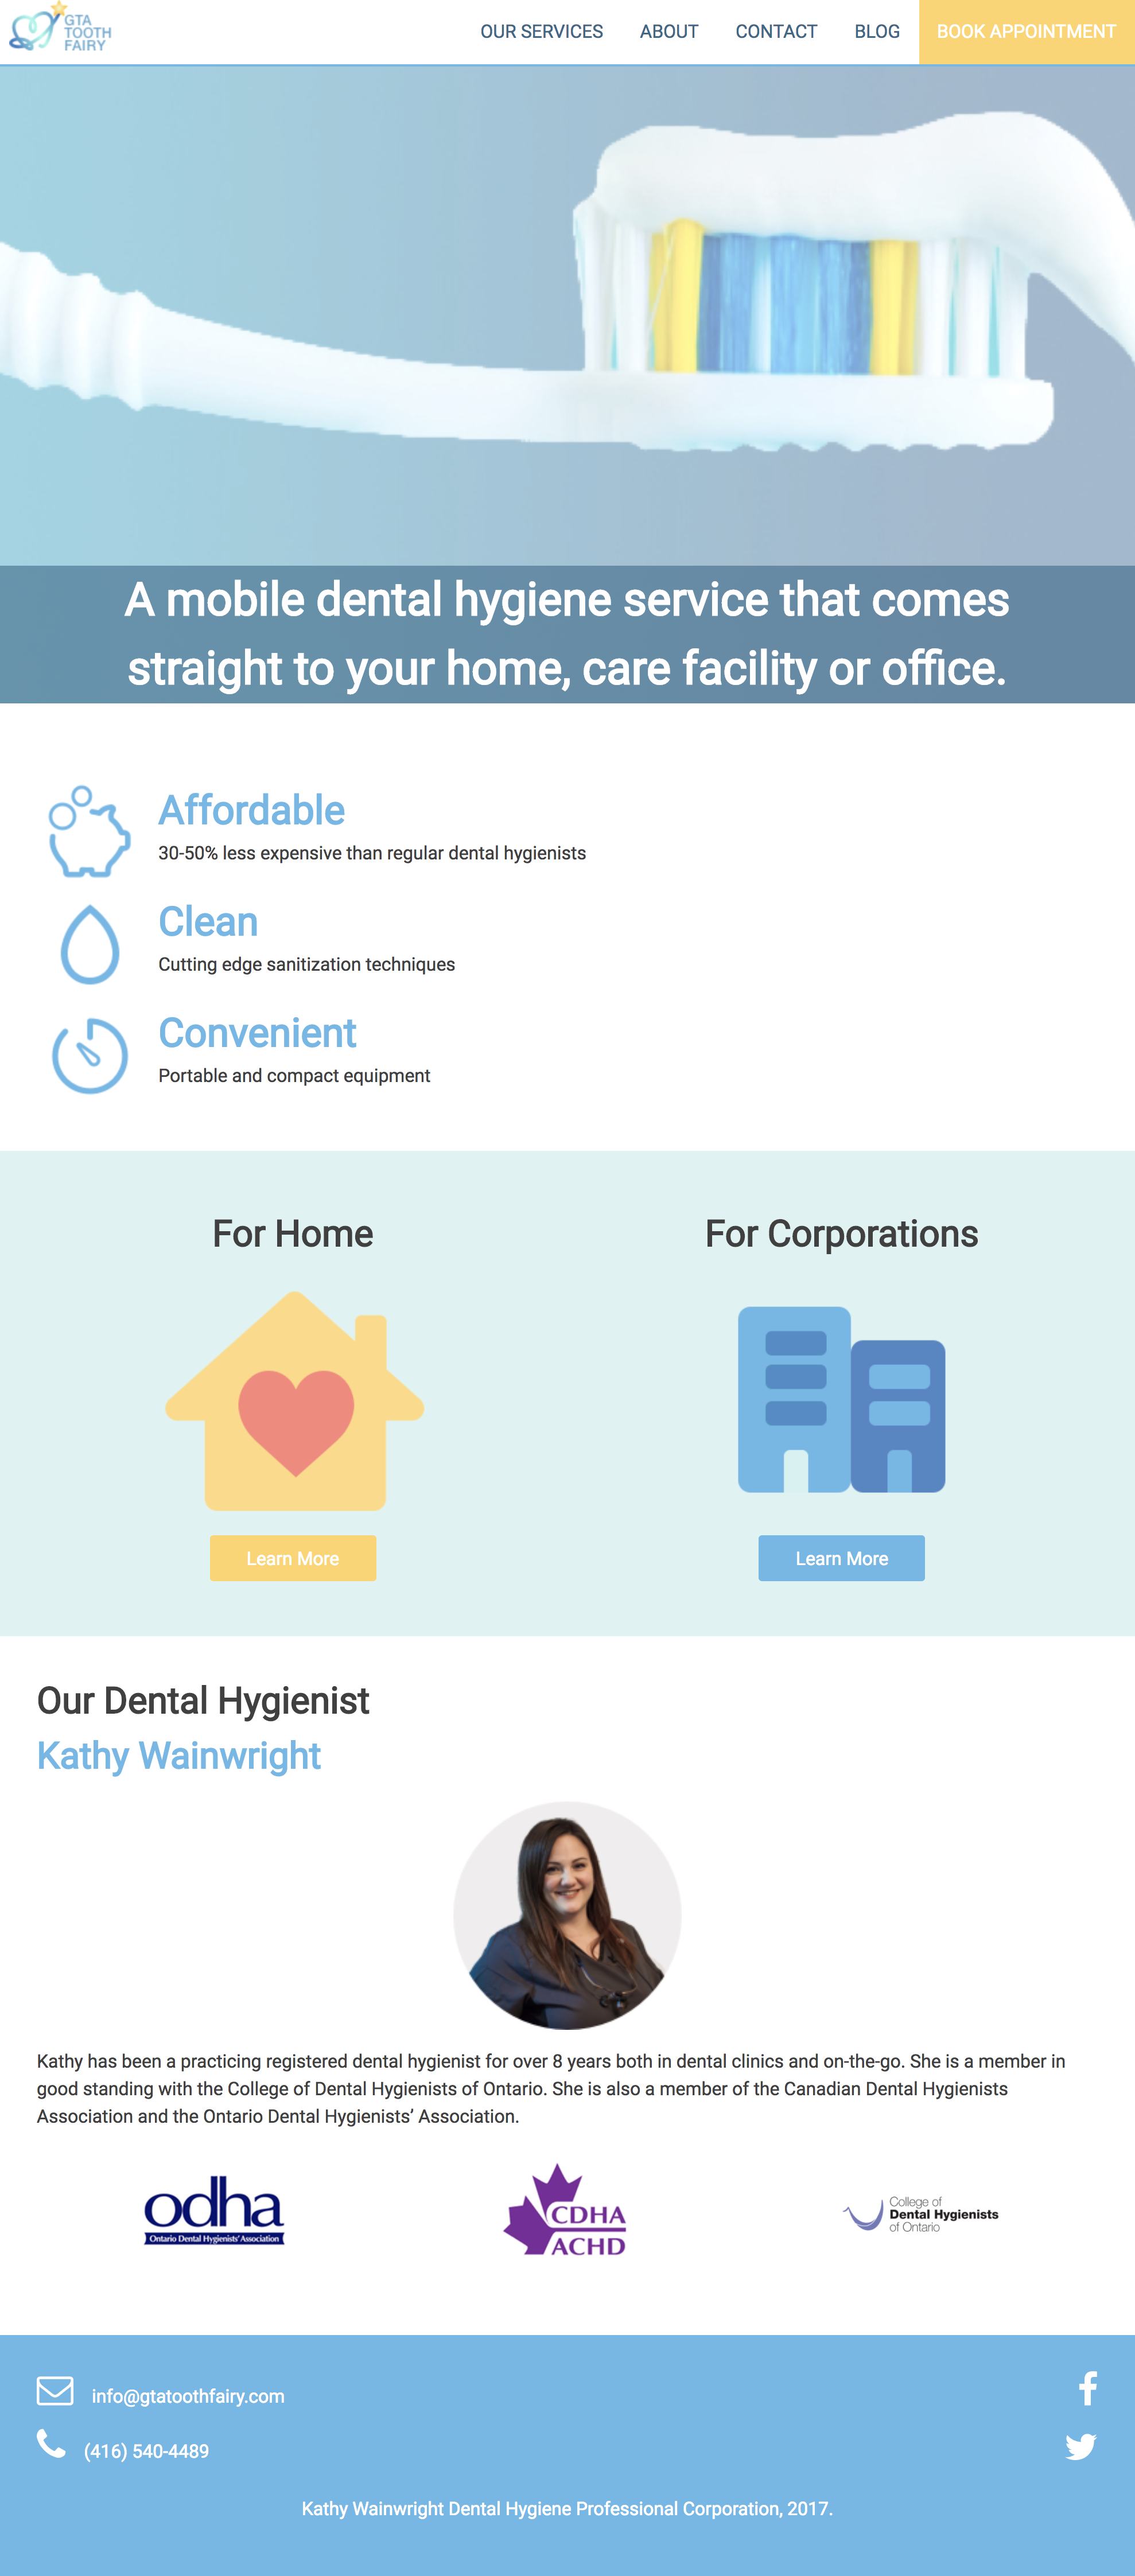 GTA
TOOTH
FAIRY
OUR SERVICES
ABOUT
CONTACT
BLOG
BOOK APPOINTMENT
A mobile dental hygiene service that comes
straight to your home, care facility or office.
Affordable
30-50% less expensive than regular dental hygienists
Clean
Cutting edge sanitization techniques
Convenient
Portable and compact equipment
For Home
For Corporations
Learn More
Learn More
Our Dental Hygienist
Kathy Wainwright
Kathy has been a practicing registered dental hygienist for over 8 years both in dental clinics and on-the-go. She is a member in
good standing with the College of Dental Hygienists of Ontario. She is also a member of the Canadian Dental Hygienists
Association and the Ontario Dental Hygienists’ Association.
odha
Ontario Dental Hygienists' Association
CDHA
ACHD
College of
Dental Hygienists
of Ontario
info@gtatoothfairy.com
(416) 540-4489
Kathy Wainwright Dental Hygiene Professional Corporation, 2017.